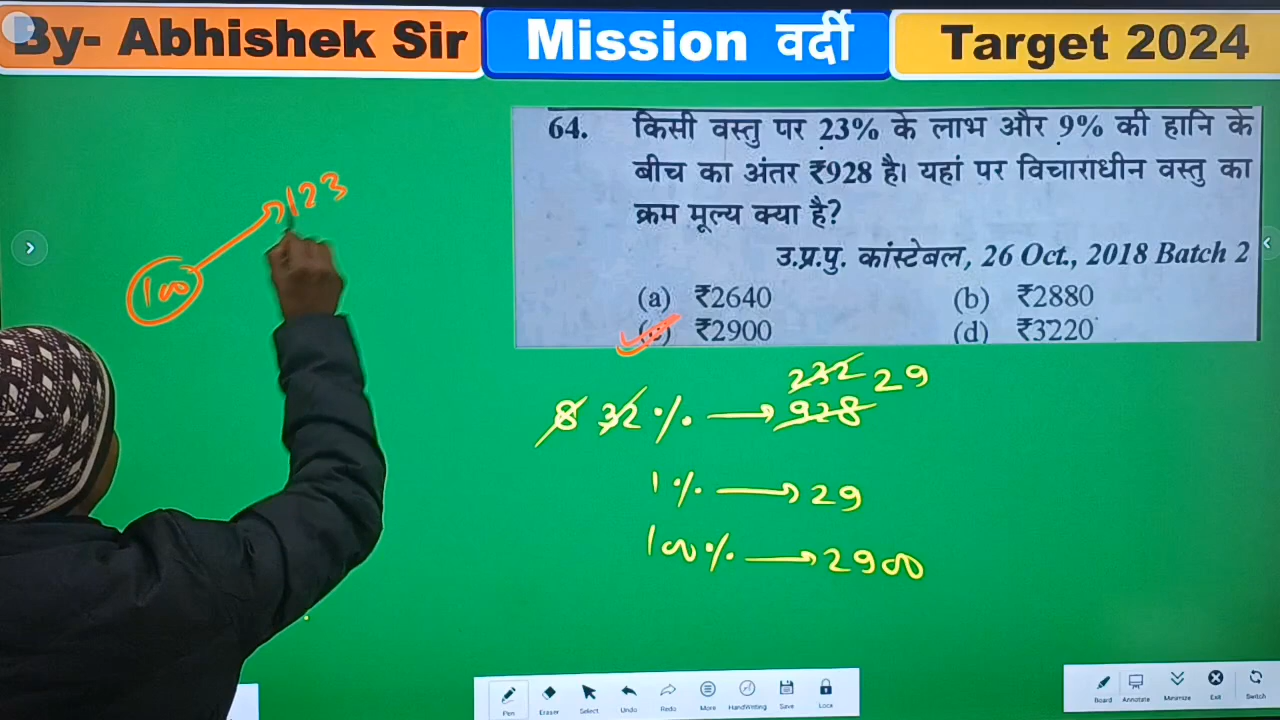 By- Abhishek Sir
Mission वर्दी
Target 2024
64. किसी वस्तु पर 23% के लाभ और 9% की हानि के
बीच का अंतर ₹928 है। यहां पर विचाराधीन वस्तु का
क्रम मूल्य क्या है?
उ.प्र.पु. कांस्टेबल, 26 Oct., 2018 Batch 2
(a) ₹2640 (b) ₹2880
(c) ₹2900 (d) ₹3220
100 → 123
232 29
8 32 % → 928
1 % → 29
100 % → 2900
Pen Eraser Select Undo Redo More HandWriting Save Lock
Board Annotate Minimize Exit Switch